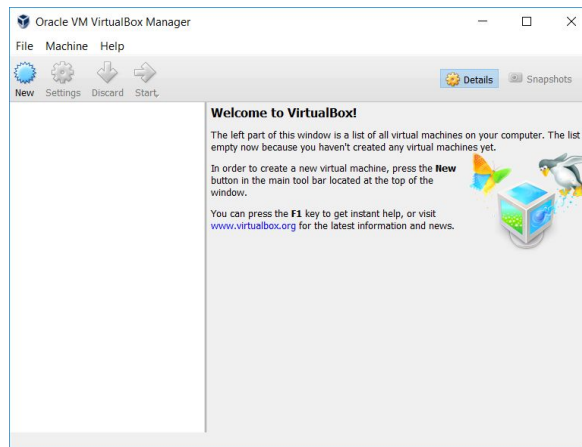 Oracle VM VirtualBox Manager
File Machine Help
New Settings Discard Start
Details Snapshots
Welcome to VirtualBox!
The left part of this window is a list of all virtual machines on your computer. The list
empty now because you haven't created any virtual machines yet.
In order to create a new virtual machine, press the New
button in the main tool bar located at the top of the
window.
You can press the F1 key to get instant help, or visit
www.virtualbox.org for the latest information and news.